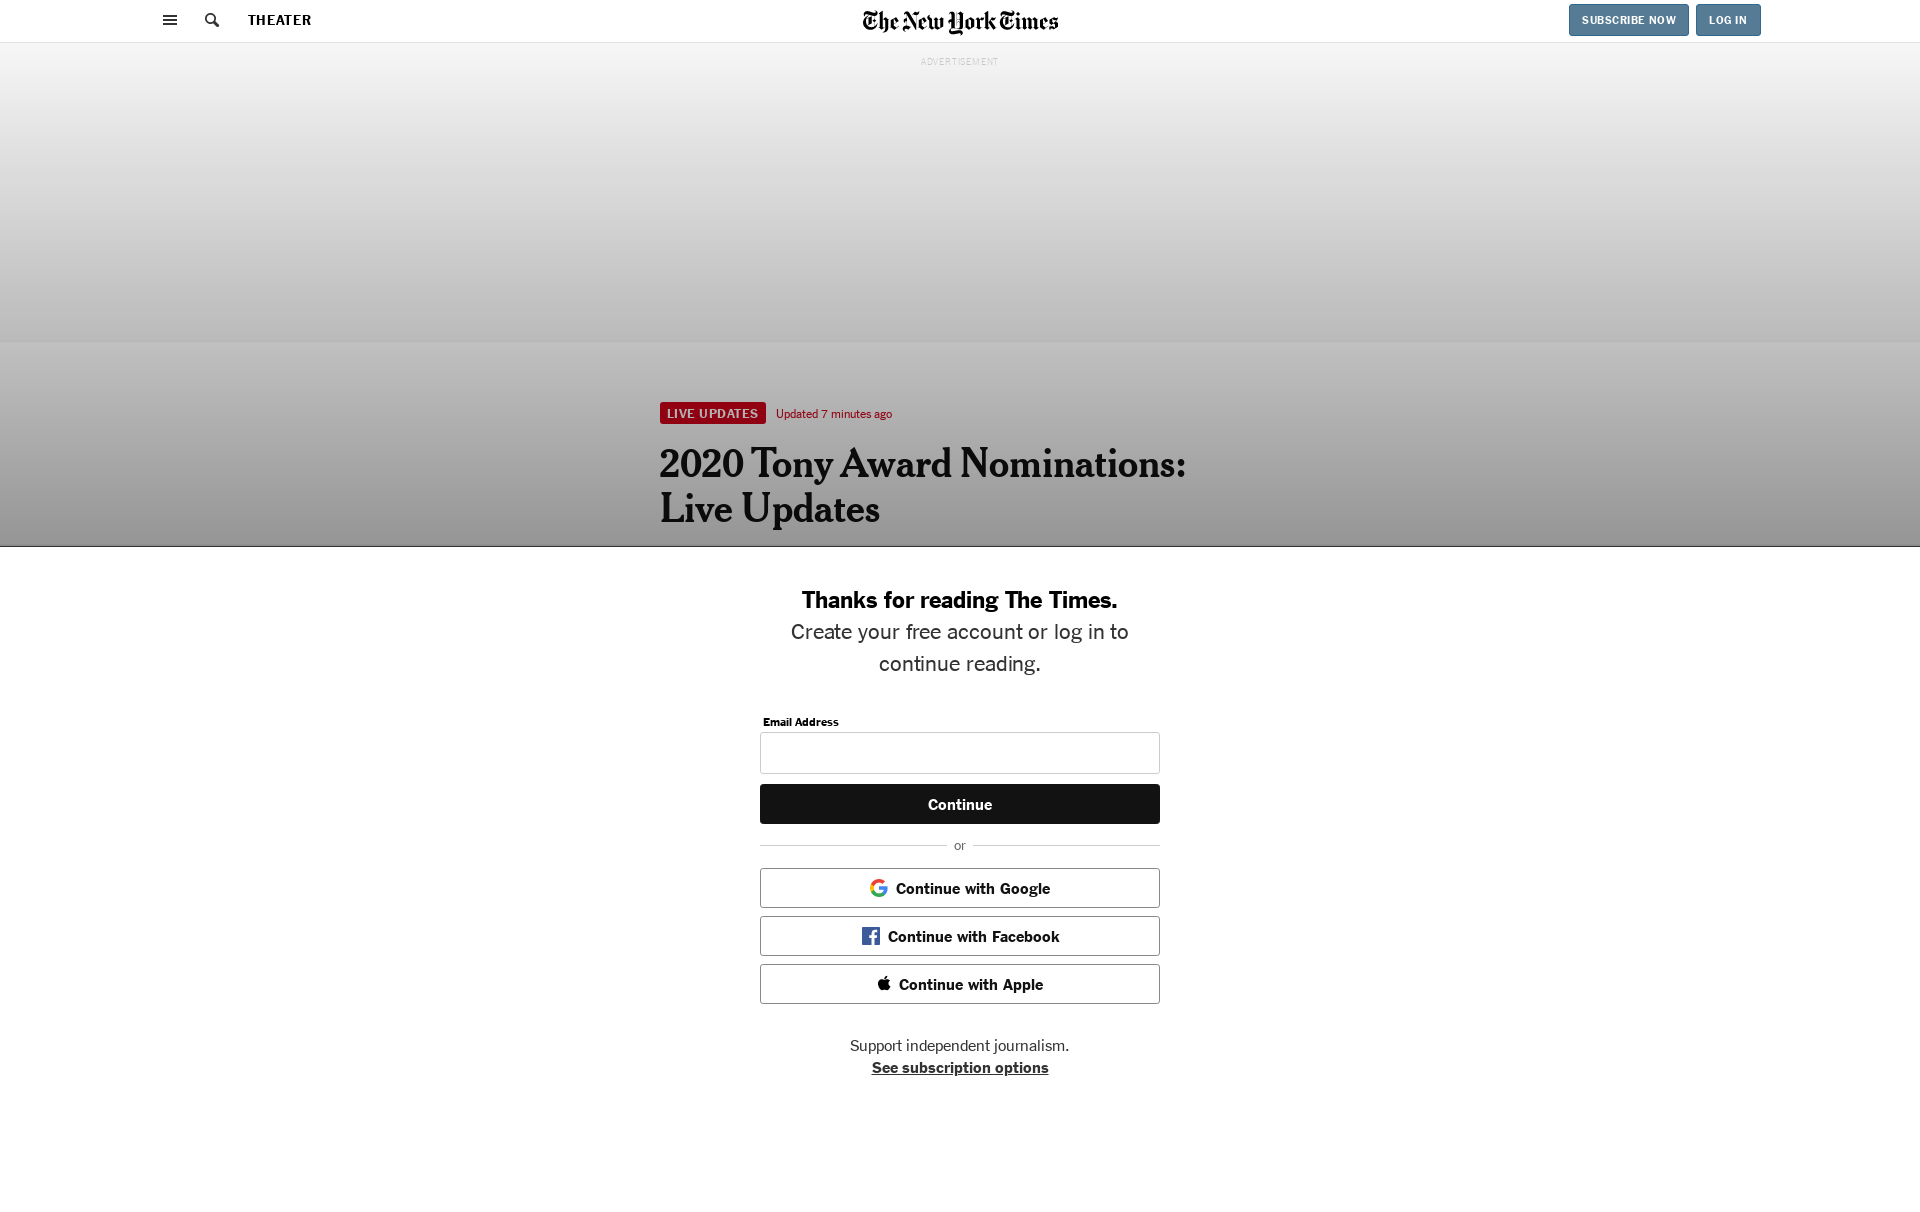 THEATER
The New York Times
SUBSCRIBE NOW
LOG IN
ADVERTISEMENT
LIVE UPDATES
Updated 7 minutes ago
2020 Tony Award Nominations:
Live Updates
Thanks for reading The Times.
Create your free account or log in to
continue reading.
Email Address
Continue
or
Continue with Google
Continue with Facebook
Continue with Apple
Support independent journalism.
See subscription options